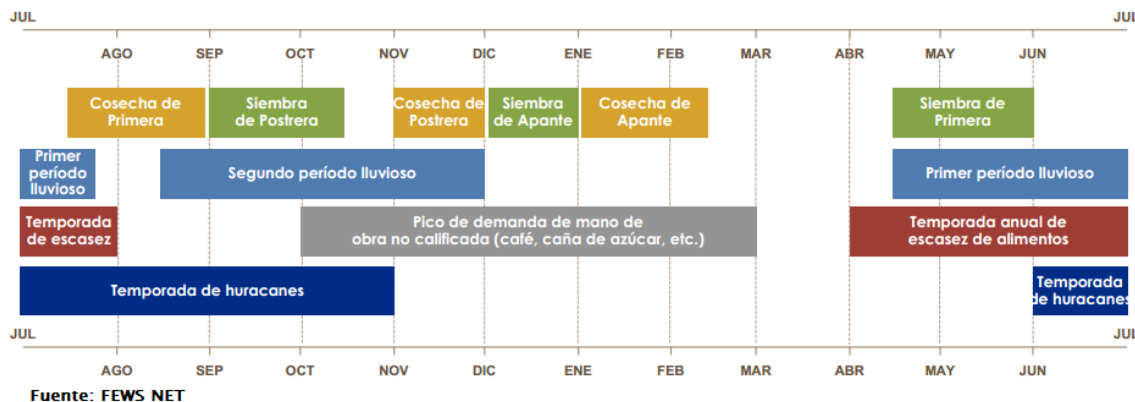 JUL JUL
AGO SEP OCT NOV DIC ENE FEB MAR ABR MAY JUN
Cosecha de
Primera
Siembra
de Postrera
Cosecha de
Postrera
Siembra
de Apante
Cosecha de
Apante
Siembra de
Primera
Primer
período
lluvioso
Segundo período lluvioso
Primer período lluvioso
Temporada
de escasez
Pico de demanda de mano de
obra no calificada (café, caña de azúcar, etc.)
Temporada anual de
escasez de alimentos
Temporada de huracanes
Temporada
de huracanes
JUL JUL
AGO SEP OCT NOV DIC ENE FEB MAR ABR MAY JUN
Fuente: FEWS NET